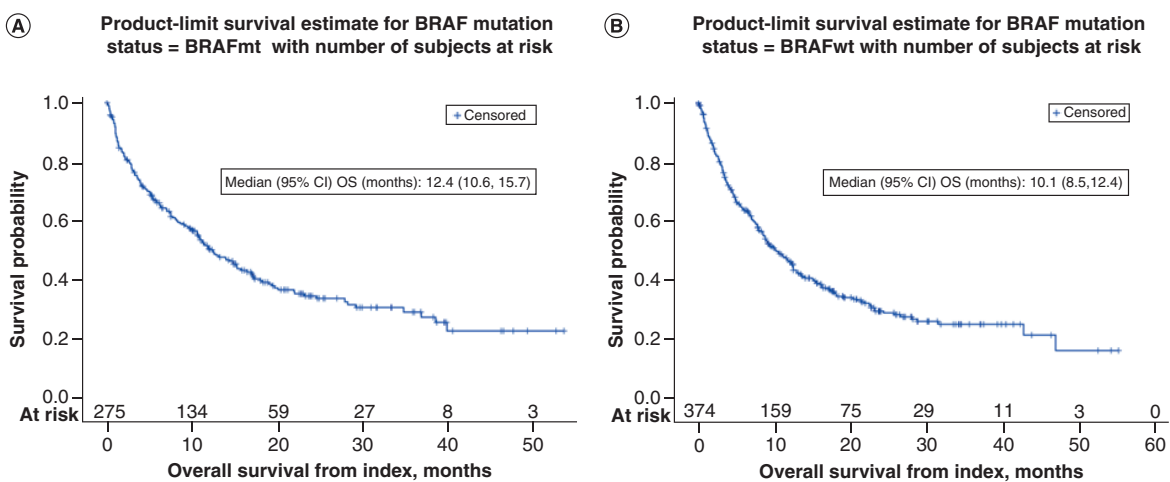 A
Product-limit survival estimate for BRAF mutation
status = BRAFmt with number of subjects at risk
1.0
0.8
0.6
0.4
0.2
0.0
Survival probability
+ Censored
Median (95% CI) OS (months): 12.4 (10.6, 15.7)
At risk 275 134 59 27 8 3
0 10 20 30 40 50
Overall survival from index, months
B
Product-limit survival estimate for BRAF mutation
status = BRAFwt with number of subjects at risk
1.0
0.8
0.6
0.4
0.2
0.0
Survival probability
+ Censored
Median (95% CI) OS (months): 10.1 (8.5,12.4)
At risk 374 159 75 29 11 3 0
0 10 20 30 40 50 60
Overall survival from index, months